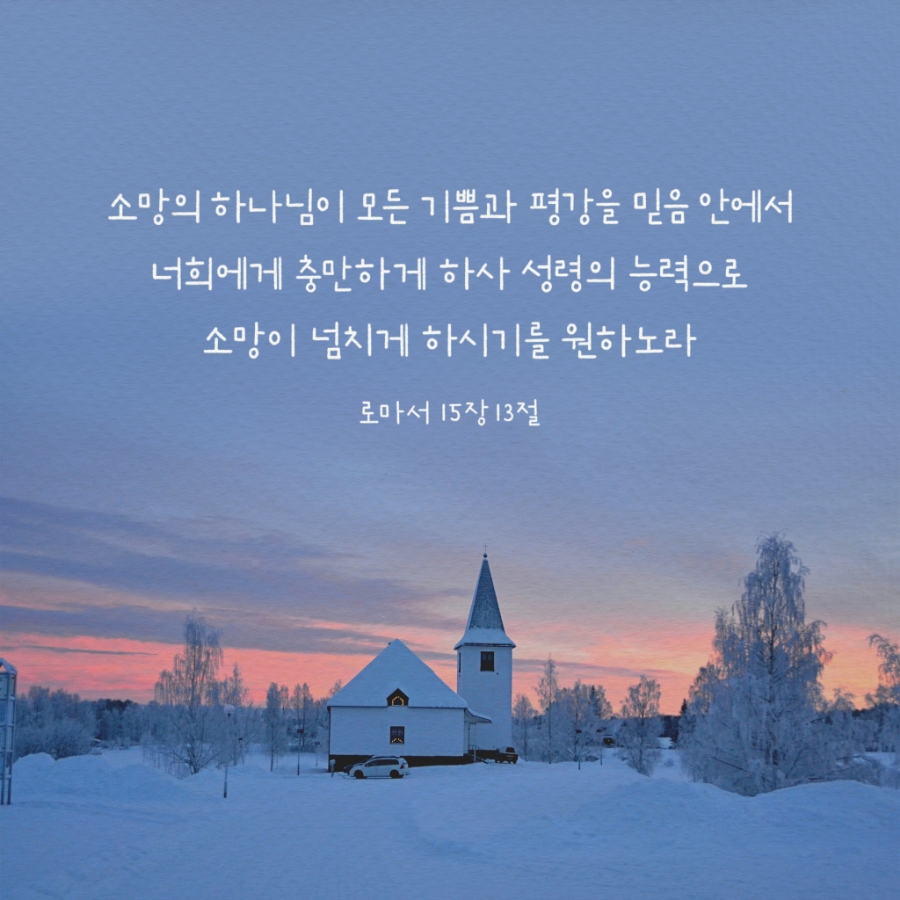 소망의 하나님이 모든 기쁨과 평강을 믿음 안에서
너희에게 충만하게 하사 성령의 능력으로
소망이 넘치게 하시기를 원하노라
로마서 15장 13절